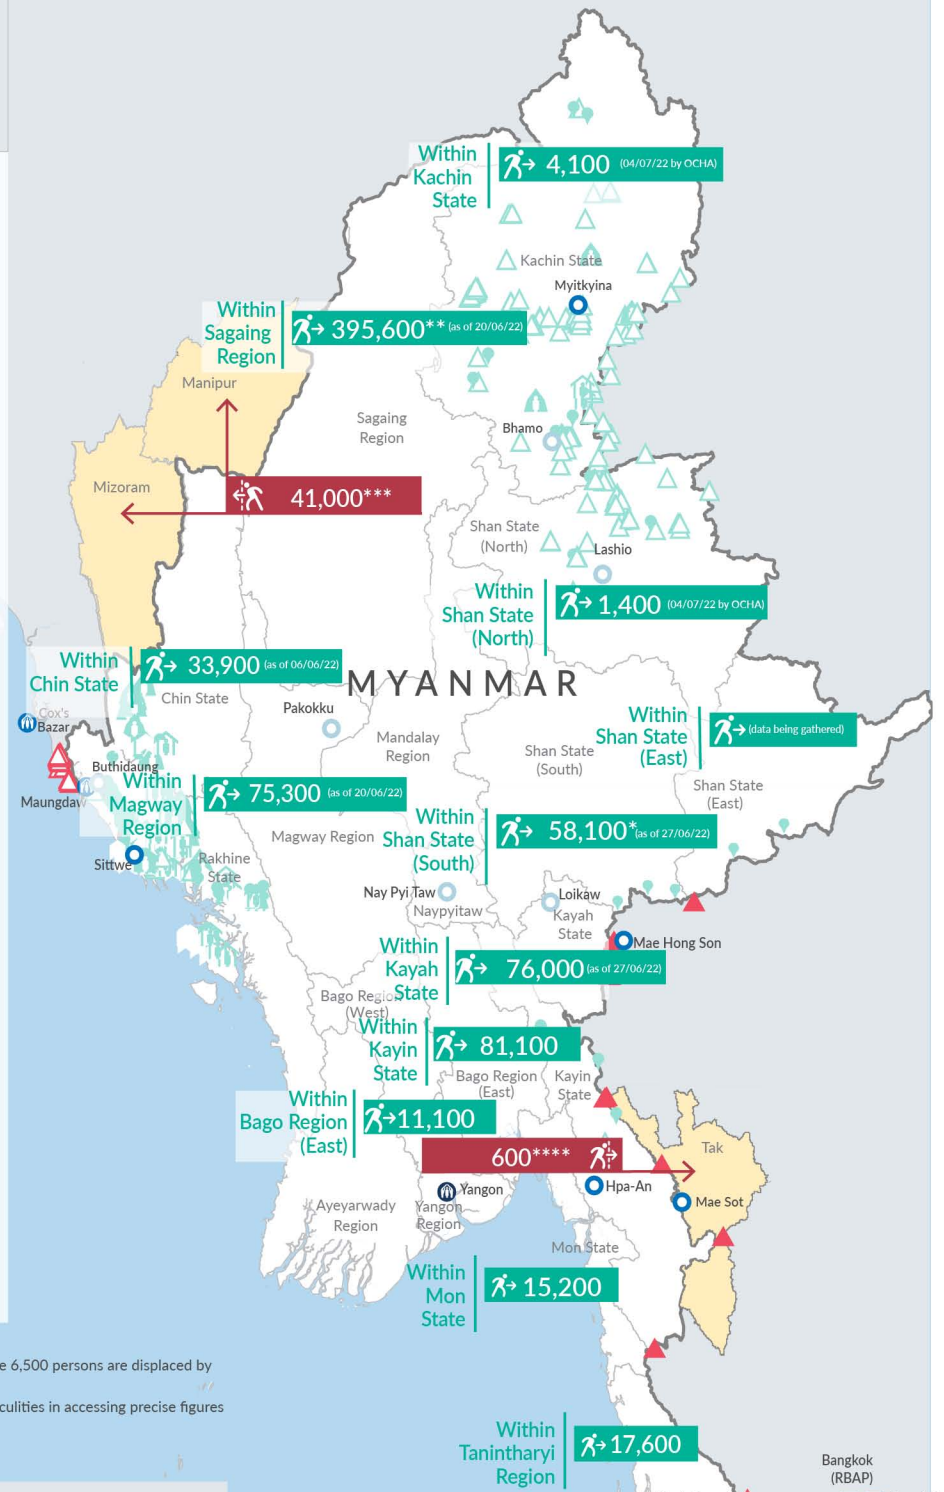 Within
Kachin
State
4,100 (04/07/22 by OCHA)
Kachin State
Myitkyina
Within
Sagaing
Region
395,600** (as of 20/06/22)
Manipur
Sagaing
Region
Bhamo
Mizoram
41,000***
Shan State
(North)
Lashio
Within
Shan State
(North)
1,400 (04/07/22 by OCHA)
Within
Chin State
33,900 (as of 06/06/22)
MYANMAR
Chin State
Pakokku
Cox's
Bazar
Mandalay
Region
Within
Shan State
(East)
(data being gathered)
Shan State
(South)
Buthidaung
Maungdaw
Within
Magway
Region
75,300 (as of 20/06/22)
Shan State
(East)
Magway Region
Within
Shan State
(South)
58,100* (as of 27/06/22)
Sittwe
Rakhine
State
Nay Pyi Taw
Naypyitaw
Loikaw
Kayah
State
Mae Hong Son
Within
Kayah
State
76,000 (as of 27/06/22)
Bago Region
(West)
Within
Kayin
State
81,100
Bago Region
(East)
Kayin
State
Within
Bago Region
(East)
11,100
600****
Tak
Hpa-An
Mae Sot
Yangon
Ayeyarwady
Region
Yangon
Region
Mon State
Within
Mon
State
15,200
e 6,500 persons are displaced by
culities in accessing precise figures
Within
Tanintharyi
Region
17,600
Bangkok
(RBAP)